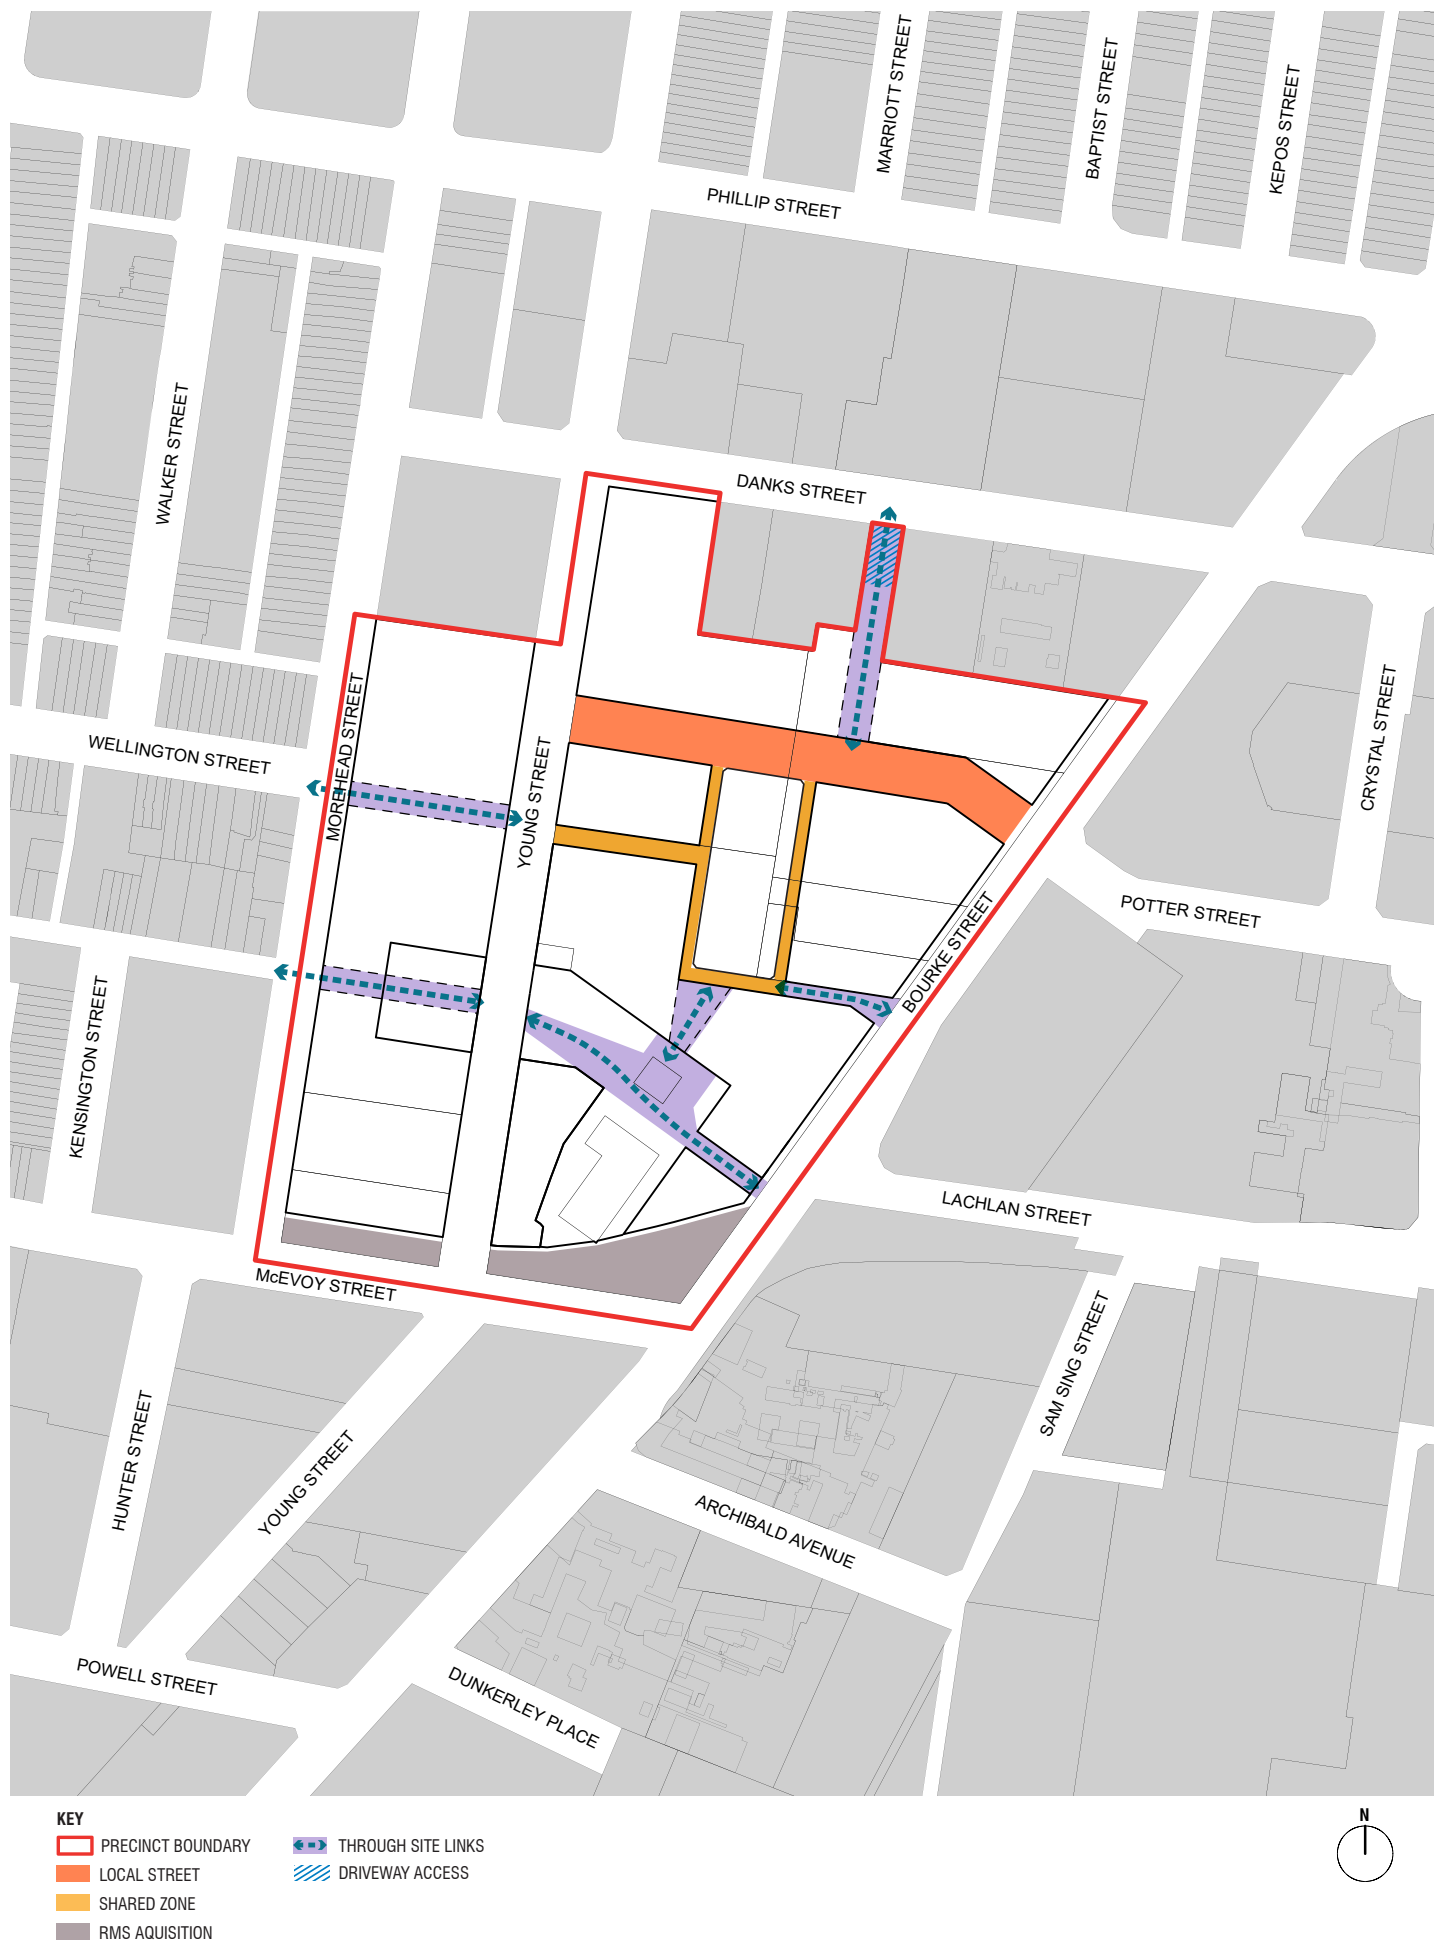 MARRIOTT STREET
BAPTIST STREET
KEPOS STREET
PHILLIP STREET
WALKER STREET
DANKS STREET
CRYSTAL STREET
MOREHEAD STREET
WELLINGTON STREET
YOUNG STREET
POTTER STREET
BOURKE STREET
KENSINGTON STREET
LACHLAN STREET
McEVOY STREET
SAM SING STREET
HUNTER STREET
YOUNG STREET
ARCHIBALD AVENUE
POWELL STREET
DUNKERLEY PLACE
KEY
PRECINCT BOUNDARY
LOCAL STREET
SHARED ZONE
RMS AQUISITION
THROUGH SITE LINKS
DRIVEWAY ACCESS
N